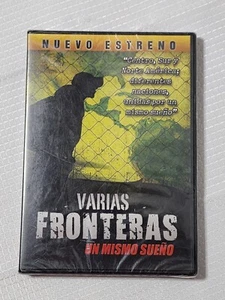 NUEVO ESTRENO
"Centro, Sur y
Norte América;
diferentes
naciones,
unidas por un
mismo sueño"
VARIAS
FRONTERAS
UN MISMO SUEÑO